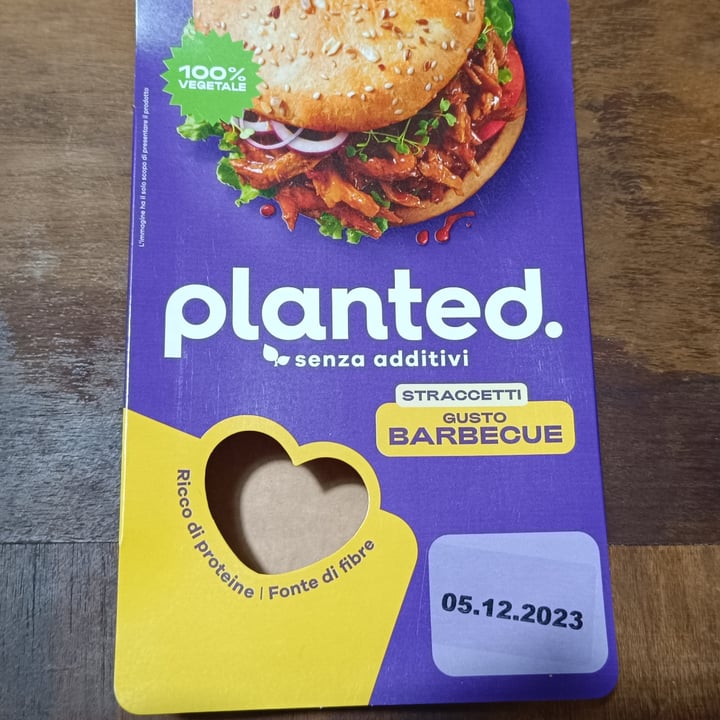 100%
VEGETALE
L'immagine ha il solo scopo di presentare il prodotto
planted.
senza additivi
STRACCETTI
GUSTO
BARBECUE
Ricco di proteine | Fonte di fibre
05.12.2023